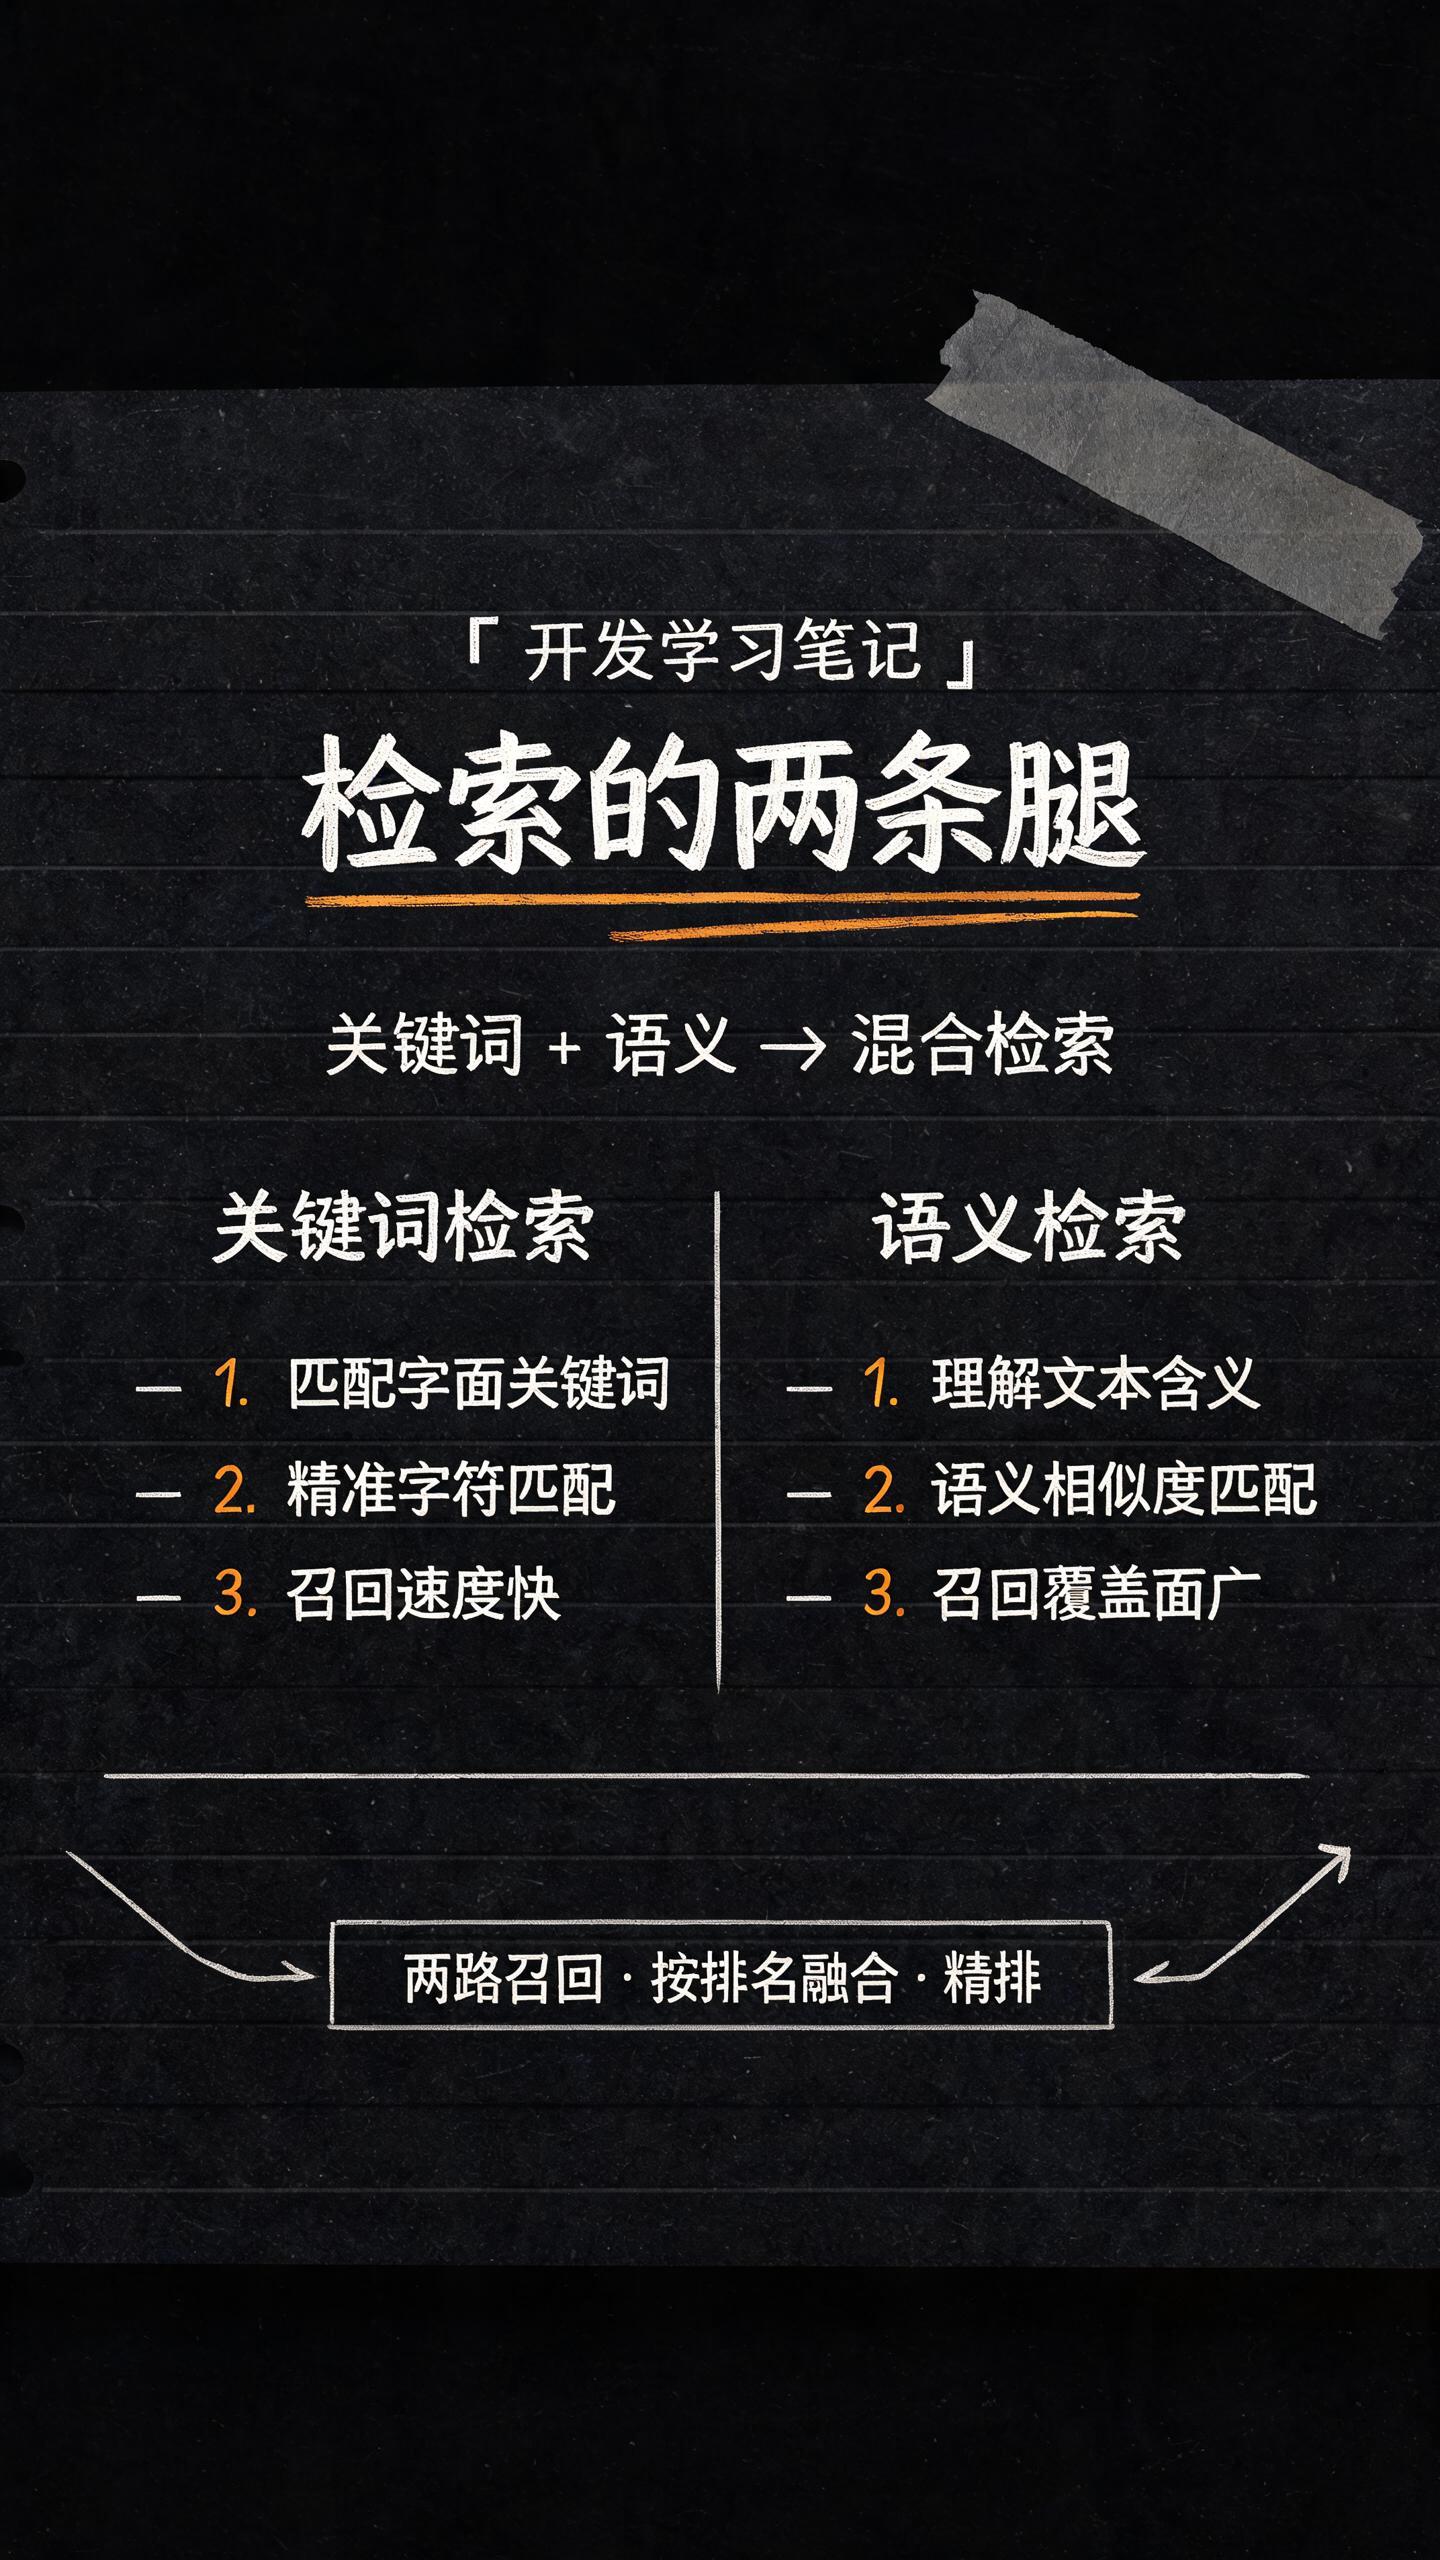 「 开发学习笔记 」
检索的两条腿
关键词 + 语义 → 混合检索
关键词检索
— 1. 匹配字面关键词
— 2. 精准字符匹配
— 3. 召回速度快
语义检索
— 1. 理解文本含义
— 2. 语义相似度匹配
— 3. 召回覆盖面广
两路召回 · 按排名融合 · 精排